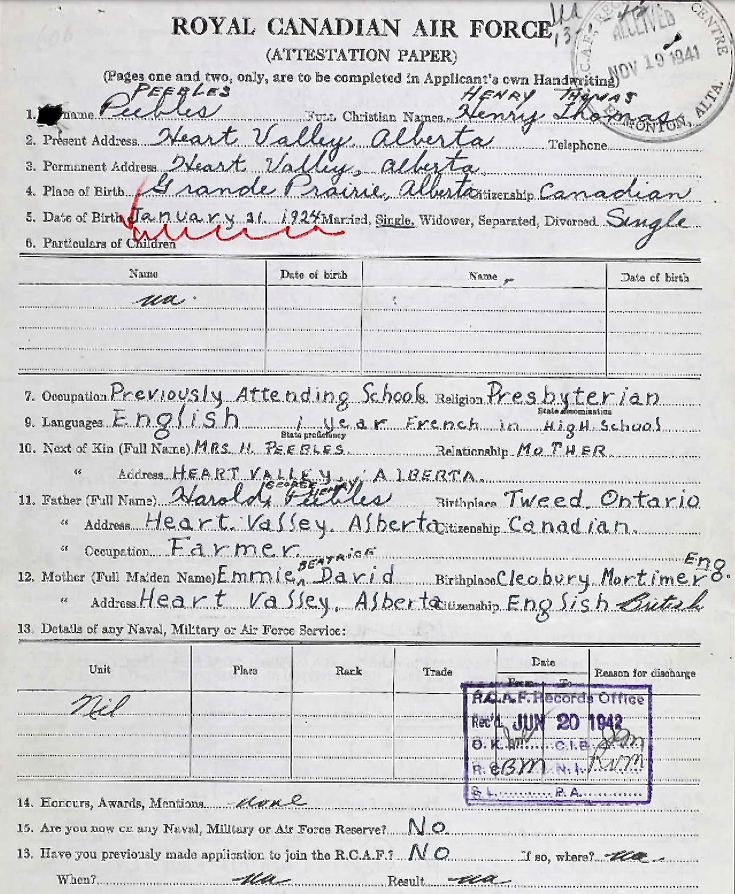 ROYAL CANADIAN AIR FORCE
(ATTESTATION PAPER)
(Pages one and two, only, are to be completed in Applicant's own Handwriting)
RECEIVED NOV 19 1941 CENTRE EDMONTON, ALTA.
PEEBLES HENRY THOMAS
1. name Peebles Full Christian Names Henry Thomas
2. Present Address Heart Valley, Alberta Telephone
3. Permanent Address Heart Valley, Alberta
4. Place of Birth Grande Prairie, Alberta Citizenship Canadian
5. Date of Birth January 21, 1924 Married, Single, Widower, Separated, Divorced Single
6. Particulars of Children
Name Date of birth Name Date of birth
na.
7. Occupation Previously Attending School 8. Religion Presbyterian
State denomination
9. Languages English 1 year French in High School
State proficiency
10. Next of Kin (Full Name) MRS. H. PEEBLES. Relationship MOTHER
" Address HEART VALLEY, ALBERTA.
GEORGE HENRY
11. Father (Full Name) Harold Peebles Birthplace Tweed, Ontario
" Address Heart Valley, Alberta Citizenship Canadian.
" Occupation Farmer.
BEATRICE
12. Mother (Full Maiden Name) Emmie David Birthplace Cleobury Mortimer Eng.
" Address Heart Valley, Alberta Citizenship English British
13. Details of any Naval, Military or Air Force Service:
Unit Place Rank Trade Date Reason for discharge
From To
Nil
R.C.A.F. Records Office
Rec'd JUN 20 1942
O.K. C.I.B.
R.S. BM N.I. RVM
S.L. P.A.
14. Honours, Awards, Mentions none
15. Are you now on any Naval, Military or Air Force Reserve? No
13. Have you previously made application to join the R.C.A.F.? NO If so, where? na
When? na Result na